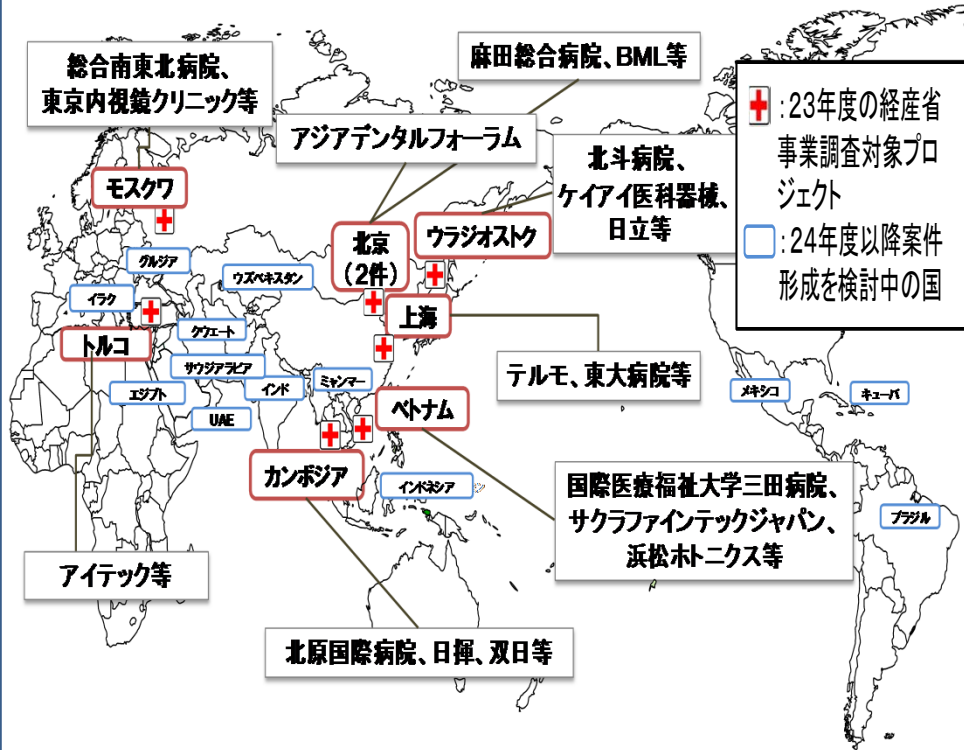 総合南東北病院、
東京内視鏡クリニック等
麻田総合病院、BML等
アジアデンタルフォーラム
北斗病院、
ケイアイ医科器械、
日立等
:23年度の経産省
事業調査対象プロ
ジェクト
:24年度以降案件
形成を検討中の国
モスクワ
北京
(2件)
ウラジオストク
グルジア
ウズベキスタン
イラク
上海
クウェート
トルコ
サウジアラビア
テルモ、東大病院等
エジプト
インド
ミャンマー
メキシコ
キューバ
UAE
ベトナム
カンボジア
インドネシア
国際医療福祉大学三田病院、
サクラファインテックジャパン、
浜松ホトニクス等
ブラジル
アイテック等
北原国際病院、日揮、双日等